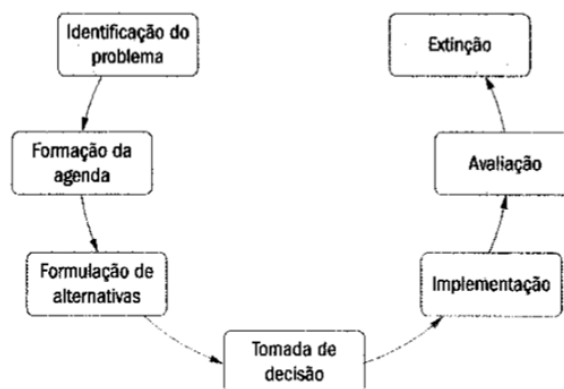 Identificação do
problema
Formação da
agenda
Formulação de
alternativas
Tomada de
decisão
Implementação
Avaliação
Extinção